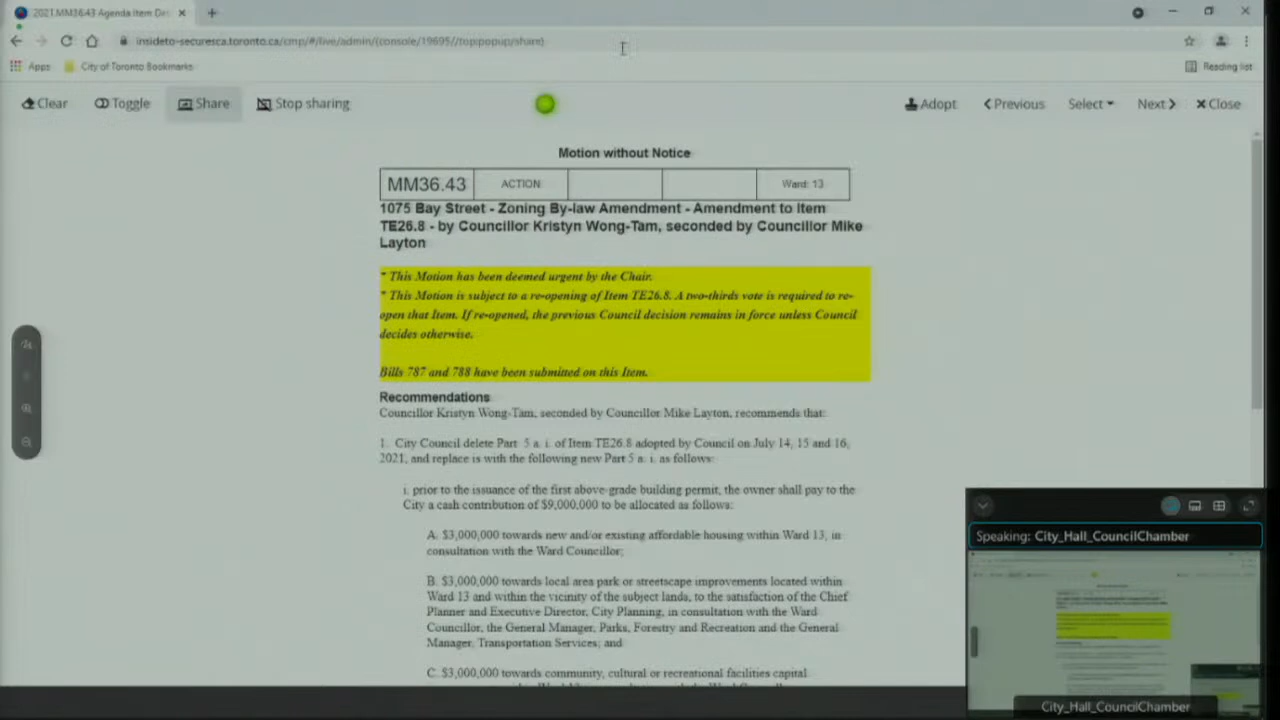 2021.MM36.43 Agenda Item De
insideto-securesca.toronto.ca/cmp/#/live/admin/(console/19695//top:popup/share)
Apps City of Toronto Bookmarks Reading list
Clear Toggle Share Stop sharing Adopt Previous Select Next Close
Motion without Notice
MM36.43 ACTION Ward: 13
1075 Bay Street - Zoning By-law Amendment - Amendment to Item
TE26.8 - by Councillor Kristyn Wong-Tam, seconded by Councillor Mike
Layton
* This Motion has been deemed urgent by the Chair.
* This Motion is subject to a re-opening of Item TE26.8. A two-thirds vote is required to re-
open that Item. If re-opened, the previous Council decision remains in force unless Council
decides otherwise.
Bills 787 and 788 have been submitted on this Item.
Recommendations
Councillor Kristyn Wong-Tam, seconded by Councillor Mike Layton, recommends that:
1. City Council delete Part 5 a. i. of Item TE26.8 adopted by Council on July 14, 15 and 16,
2021, and replace is with the following new Part 5 a. i. as follows:
i. prior to the issuance of the first above-grade building permit, the owner shall pay to the
City a cash contribution of $9,000,000 to be allocated as follows:
A. $3,000,000 towards new and/or existing affordable housing within Ward 13, in
consultation with the Ward Councillor;
B. $3,000,000 towards local area park or streetscape improvements located within
Ward 13 and within the vicinity of the subject lands, to the satisfaction of the Chief
Planner and Executive Director, City Planning, in consultation with the Ward
Councillor, the General Manager, Parks, Forestry and Recreation and the General
Manager, Transportation Services; and
C. $3,000,000 towards community, cultural or recreational facilities capital
Speaking: City_Hall_CouncilChamber
City_Hall_CouncilChamber